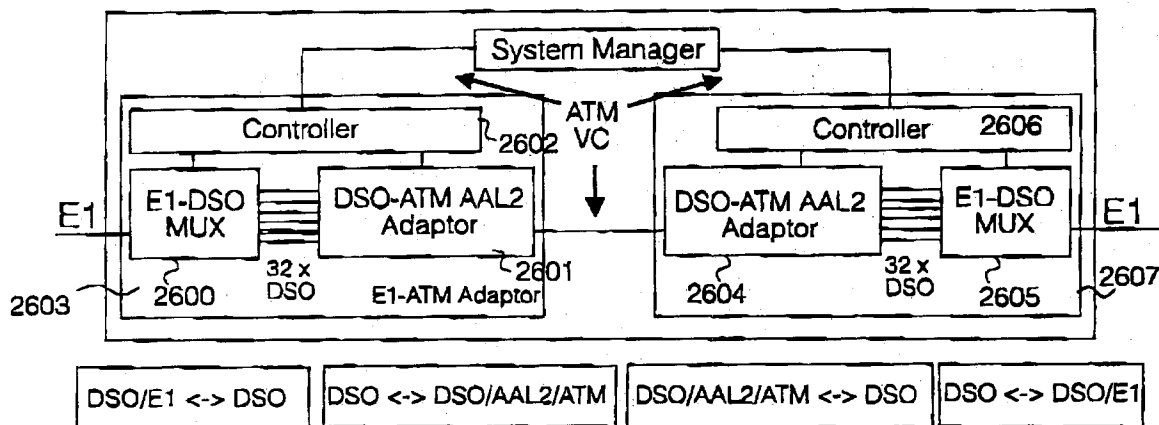 System Manager
ATM
VC
Controller
2602
Controller 2606
E1
E1-DSO
MUX
DSO-ATM AAL2
Adaptor
DSO-ATM AAL2
Adaptor
E1-DSO
MUX
E1
2603
2600
32 x
DSO
2601
E1-ATM Adaptor
2604
32 x
DSO
2605
2607
DSO/E1 <-> DSO
DSO <-> DSO/AAL2/ATM
DSO/AAL2/ATM <-> DSO
DSO <-> DSO/E1